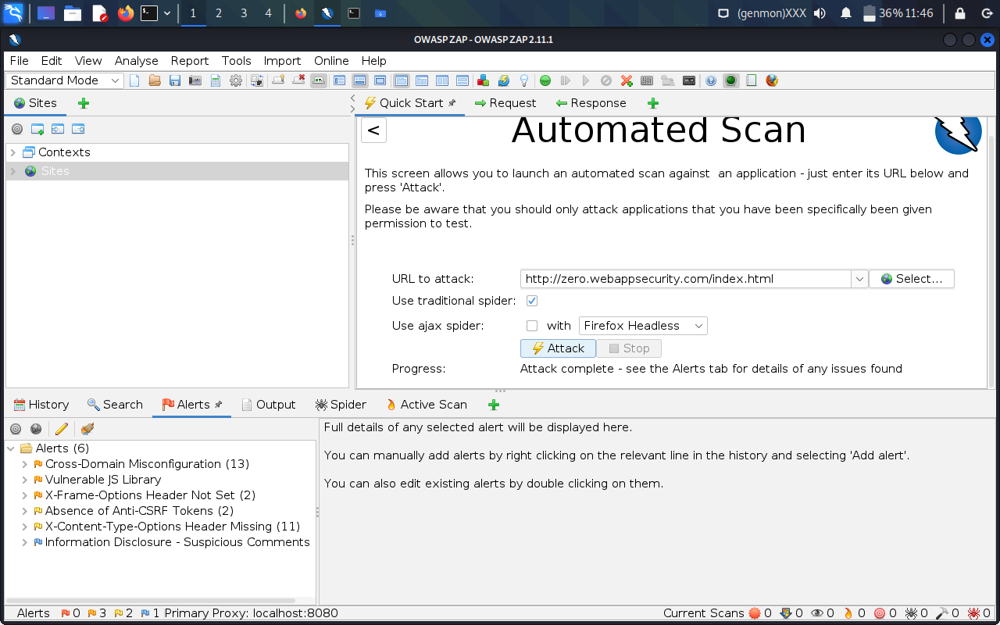 1 2 3 4 (genmon)XXX 36% 11:46
OWASP ZAP - OWASP ZAP 2.11.1
File Edit View Analyse Report Tools Import Online Help
Standard Mode
Sites
Quick Start Request Response
<
Automated Scan
Contexts
Sites
This screen allows you to launch an automated scan against  an application - just enter its URL below and
press 'Attack'.
Please be aware that you should only attack applications that you have been specifically been given
permission to test.
URL to attack: http://zero.webappsecurity.com/index.html Select...
Use traditional spider:
Use ajax spider: with Firefox Headless
Attack Stop
Progress: Attack complete - see the Alerts tab for details of any issues found
History Search Alerts Output Spider Active Scan
Alerts (6)
Cross-Domain Misconfiguration (13)
Vulnerable JS Library
X-Frame-Options Header Not Set (2)
Absence of Anti-CSRF Tokens (2)
X-Content-Type-Options Header Missing (11)
Information Disclosure - Suspicious Comments
Full details of any selected alert will be displayed here.
You can manually add alerts by right clicking on the relevant line in the history and selecting 'Add alert'.
You can also edit existing alerts by double clicking on them.
Alerts 0 3 2 1 Primary Proxy: localhost:8080 Current Scans 0 0 0 0 0 0 0 0